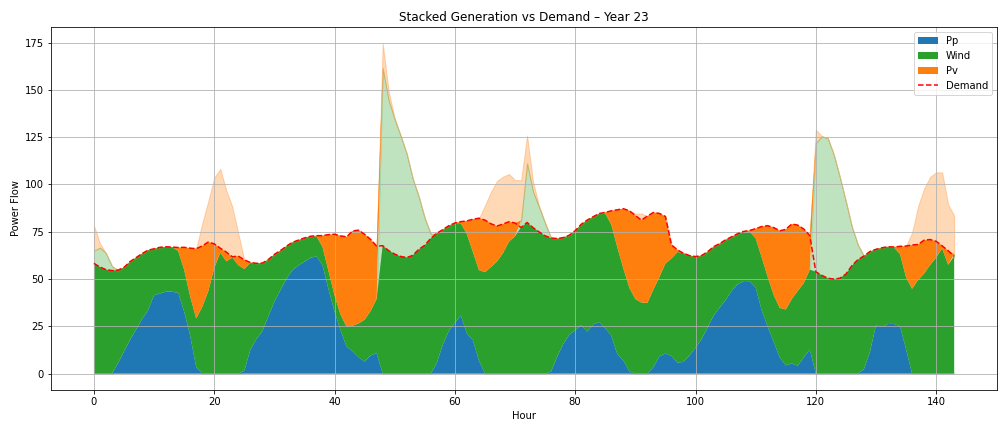 Stacked Generation vs Demand – Year 23
Pp
Wind
Pv
Demand
Power Flow
175
150
125
100
75
50
25
0
0 20 40 60 80 100 120 140
Hour